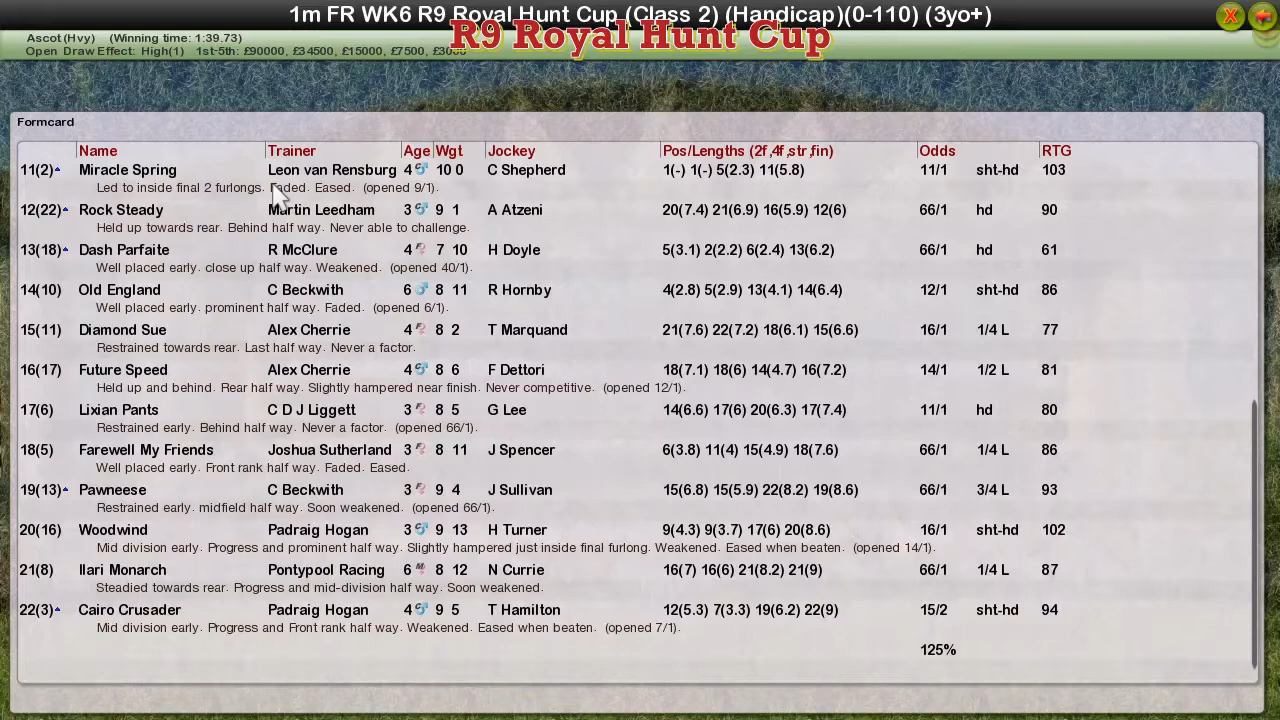 1m FR WK6 R9 Royal Hunt Cup (Class 2) (Handicap)(0-110) (3yo+)
R9 Royal Hunt Cup
Ascot(Hvy) (Winning time: 1:39.73)
Open Draw Effect: High(1) 1st-5th: £90000, £34500, £15000, £7500, £3000
Formcard
Name Trainer Age Wgt Jockey Pos/Lengths (2f,4f,str,fin) Odds RTG
11(2) Miracle Spring Leon van Rensburg 4 10 0 C Shepherd 1(-) 1(-) 5(2.3) 11(5.8) 11/1 sht-hd 103
Led to inside final 2 furlongs. Faded. Eased. (opened 9/1).
12(22) Rock Steady Martin Leedham 3 9 1 A Atzeni 20(7.4) 21(6.9) 16(5.9) 12(6) 66/1 hd 90
Held up towards rear. Behind half way. Never able to challenge.
13(18) Dash Parfaite R McClure 4 7 10 H Doyle 5(3.1) 2(2.2) 6(2.4) 13(6.2) 66/1 hd 61
Well placed early. close up half way. Weakened. (opened 40/1).
14(10) Old England C Beckwith 6 8 11 R Hornby 4(2.8) 5(2.9) 13(4.1) 14(6.4) 12/1 sht-hd 86
Well placed early. prominent half way. Faded. (opened 6/1).
15(11) Diamond Sue Alex Cherrie 4 8 2 T Marquand 21(7.6) 22(7.2) 18(6.1) 15(6.6) 16/1 1/4 L 77
Restrained towards rear. Last half way. Never a factor.
16(17) Future Speed Alex Cherrie 4 8 6 F Dettori 18(7.1) 18(6) 14(4.7) 16(7.2) 14/1 1/2 L 81
Held up and behind. Rear half way. Slightly hampered near finish. Never competitive. (opened 12/1).
17(6) Lixian Pants C D J Liggett 3 8 5 G Lee 14(6.6) 17(6) 20(6.3) 17(7.4) 11/1 hd 80
Restrained early. Behind half way. Never a factor. (opened 66/1).
18(5) Farewell My Friends Joshua Sutherland 3 8 11 J Spencer 6(3.8) 11(4) 15(4.9) 18(7.6) 66/1 1/4 L 86
Well placed early. Front rank half way. Faded. Eased.
19(13) Pawneese C Beckwith 3 9 4 J Sullivan 15(6.8) 15(5.9) 22(8.2) 19(8.6) 66/1 3/4 L 93
Restrained early. midfield half way. Soon weakened. (opened 66/1).
20(16) Woodwind Padraig Hogan 3 9 13 H Turner 9(4.3) 9(3.7) 17(6) 20(8.6) 16/1 sht-hd 102
Mid division early. Progress and prominent half way. Slightly hampered just inside final furlong. Weakened. Eased when beaten. (opened 14/1).
21(8) Ilari Monarch Pontypool Racing 6 8 12 N Currie 16(7) 16(6) 21(8.2) 21(9) 66/1 1/4 L 87
Steadied towards rear. Progress and mid-division half way. Soon weakened.
22(3) Cairo Crusader Padraig Hogan 4 9 5 T Hamilton 12(5.3) 7(3.3) 19(6.2) 22(9) 15/2 sht-hd 94
Mid division early. Progress and Front rank half way. Weakened. Eased when beaten. (opened 7/1).
125%